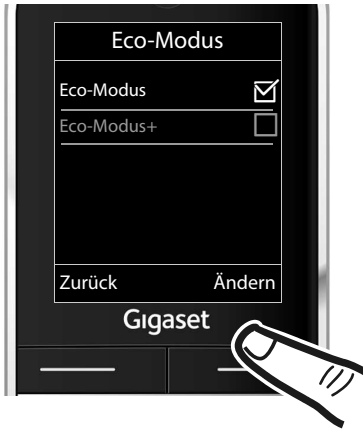 Eco-Modus
Eco-Modus
Eco-Modus+
Zurück Ändern
Gigaset